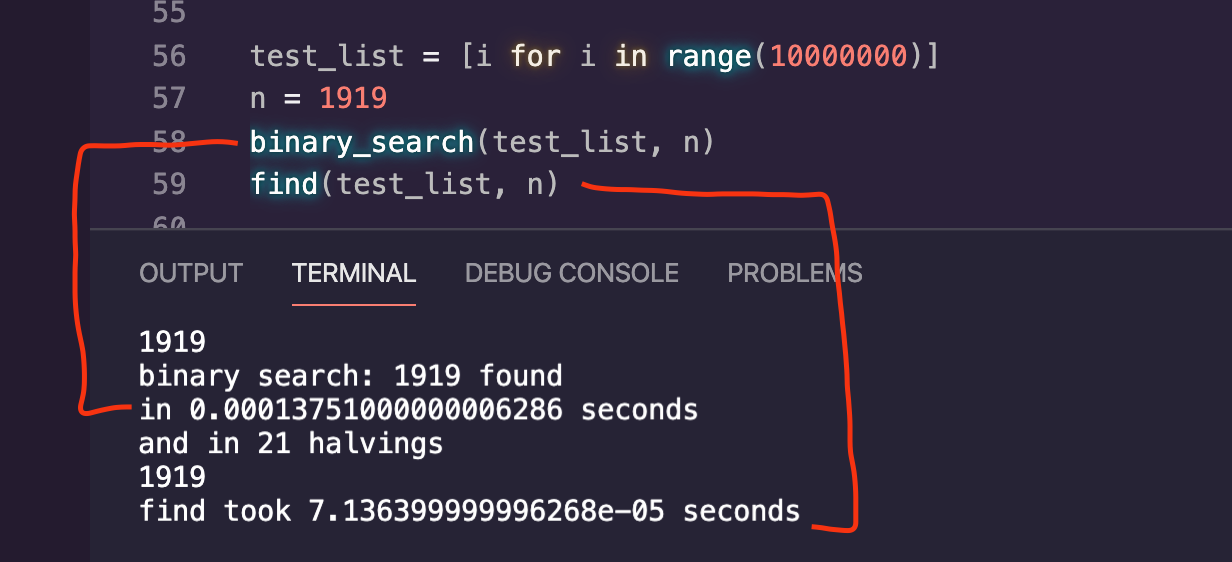 55
56 test_list = [i for i in range(10000000)]
57 n = 1919
58 binary_search(test_list, n)
59 find(test_list, n)
60
OUTPUT TERMINAL DEBUG CONSOLE PROBLEMS
1919
binary search: 1919 found
in 0.00013751000000006286 seconds
and in 21 halvings
1919
find took 7.136399999996268e-05 seconds